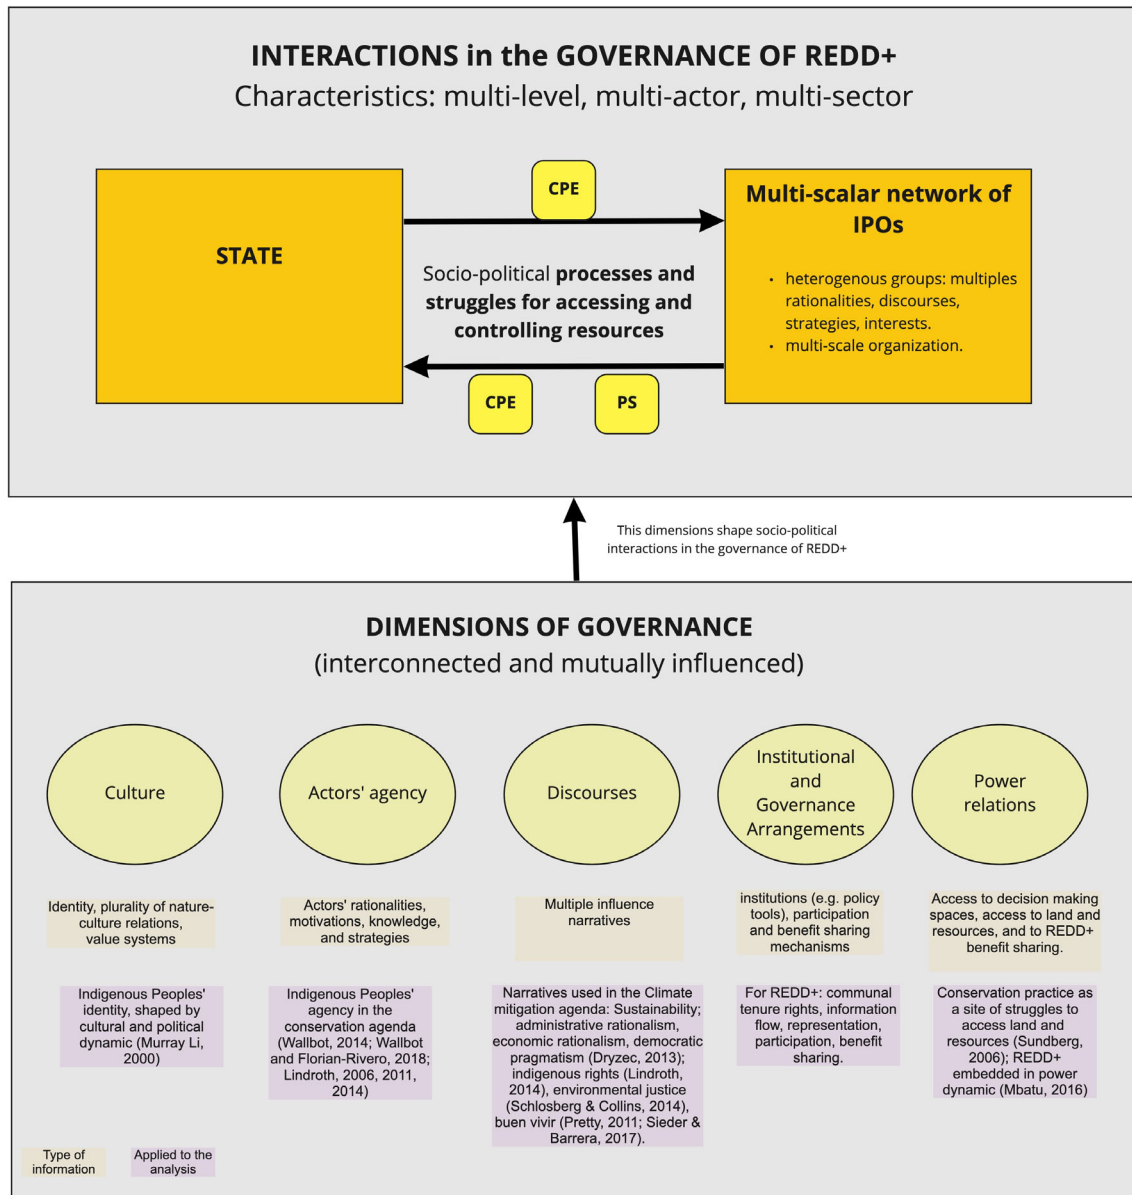 INTERACTIONS in the GOVERNANCE OF REDD+
Characteristics: multi-level, multi-actor, multi-sector
STATE
CPE
Socio-political processes and
struggles for accessing and
controlling resources
CPE
PS
Multi-scalar network of
IPOs
• heterogenous groups: multiples
rationalities, discourses,
strategies, interests.
• multi-scale organization.
This dimensions shape socio-political
interactions in the governance of REDD+
DIMENSIONS OF GOVERNANCE
(interconnected and mutually influenced)
Culture
Actors' agency
Discourses
Institutional
and
Governance
Arrangements
Power
relations
Identity, plurality of nature-
culture relations,
value systems
Actors' rationalities,
motivations, knowledge,
and strategies
Multiple influence
narratives
institutions (e.g. policy
tools), participation
and benefit sharing
mechanisms
Access to decision making
spaces, access to land and
resources, and to REDD+
benefit sharing.
Indigenous Peoples'
identity, shaped by
cultural and political
dynamic (Murray Li,
2000)
Indigenous Peoples'
agency in the
conservation agenda
(Wallbot, 2014; Wallbot
and Florian-Rivero, 2018;
Lindroth, 2006, 2011,
2014)
Narratives used in the Climate
mitigation agenda: Sustainability;
administrative rationalism,
economic rationalism, democratic
pragmatism (Dryzec, 2013);
indigenous rights (Lindroth,
2014), environmental justice
(Schlosberg & Collins, 2014),
buen vivir (Pretty, 2011; Sieder &
Barrera, 2017).
For REDD+: communal
tenure rights, information
flow, representation,
participation, benefit
sharing.
Conservation practice as
a site of struggles to
access land and
resources (Sundberg,
2006); REDD+
embedded in power
dynamic (Mbatu, 2016)
Type of
information
Applied to the
analysis